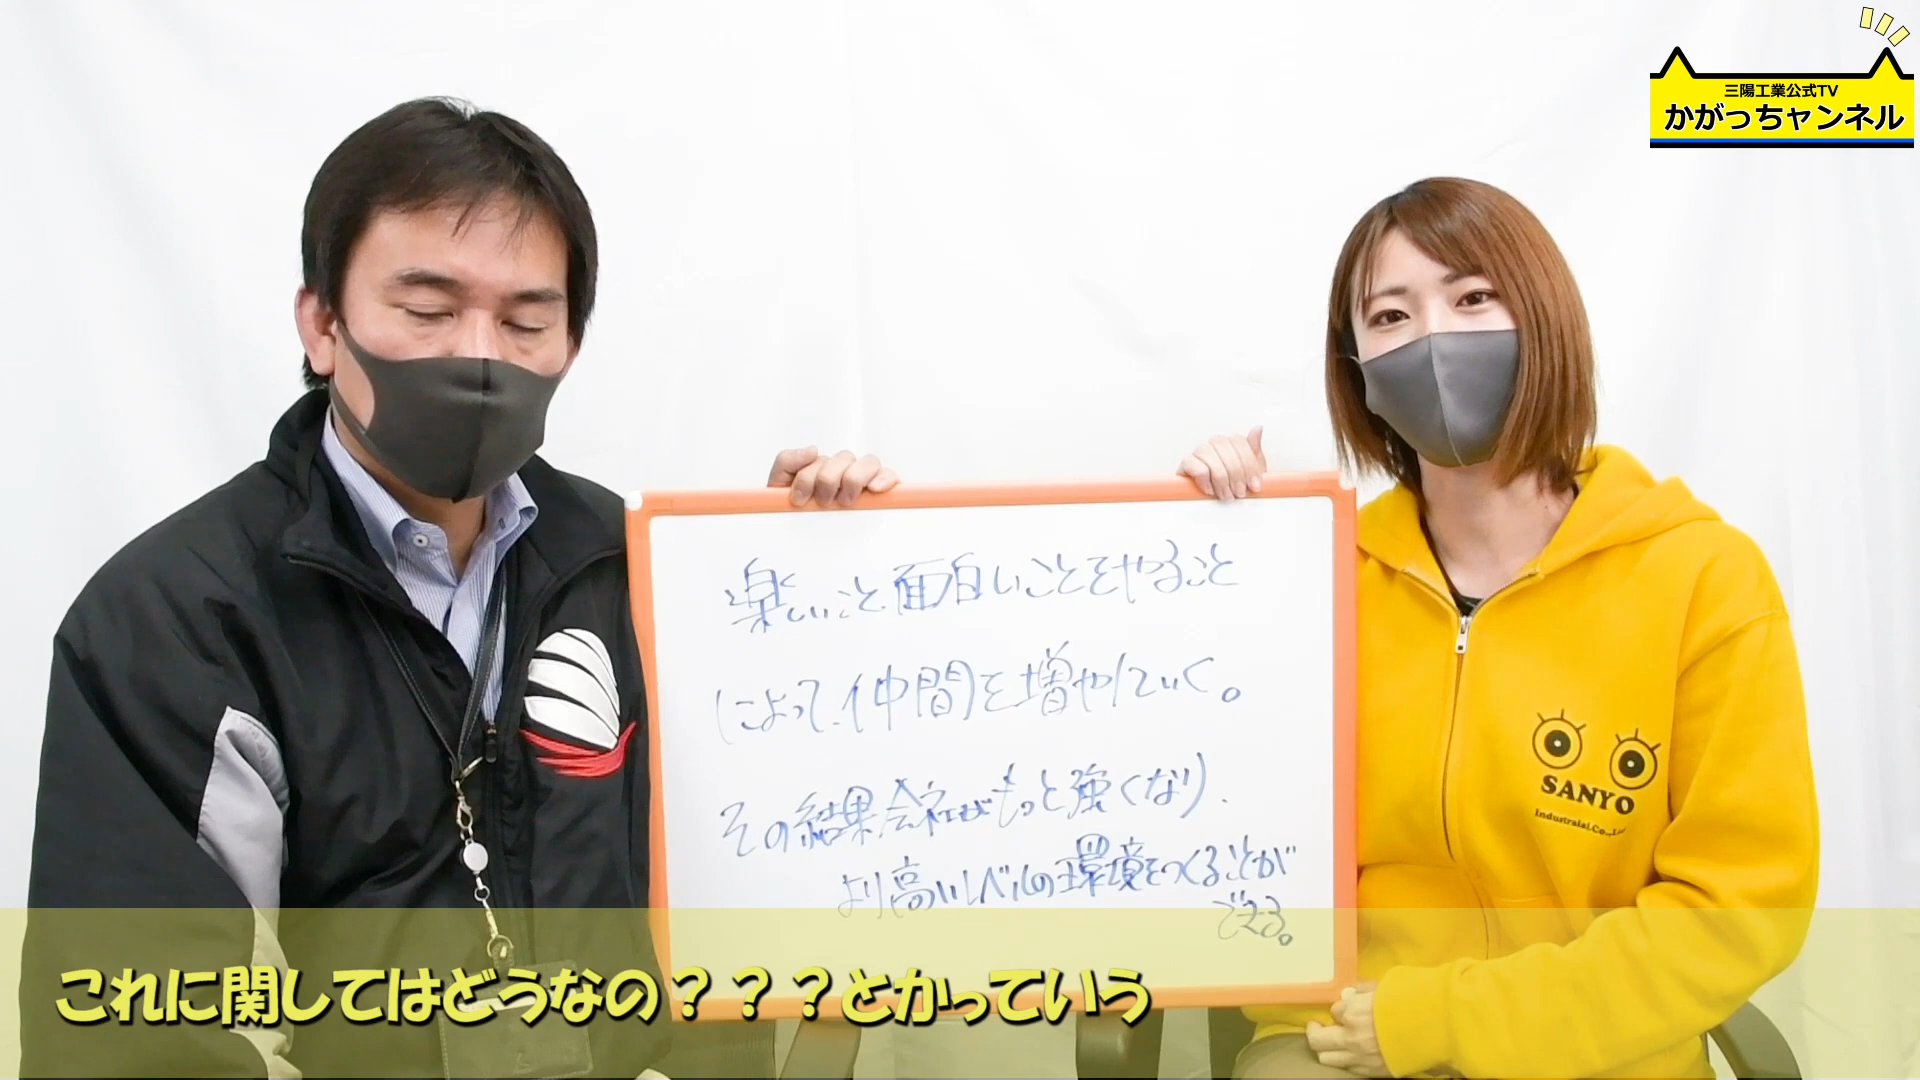 三陽工業公式TV
かがっちャンネル
楽しいこと、面白いことをやること
によって、仲間を増やしていく。
その結果会社がもっと強くなり、
より高いレベルの環境をつくることが
できる。
SANYO
Industraial.Co.,Ltd
これに関してはどうなの？？？とかっていう